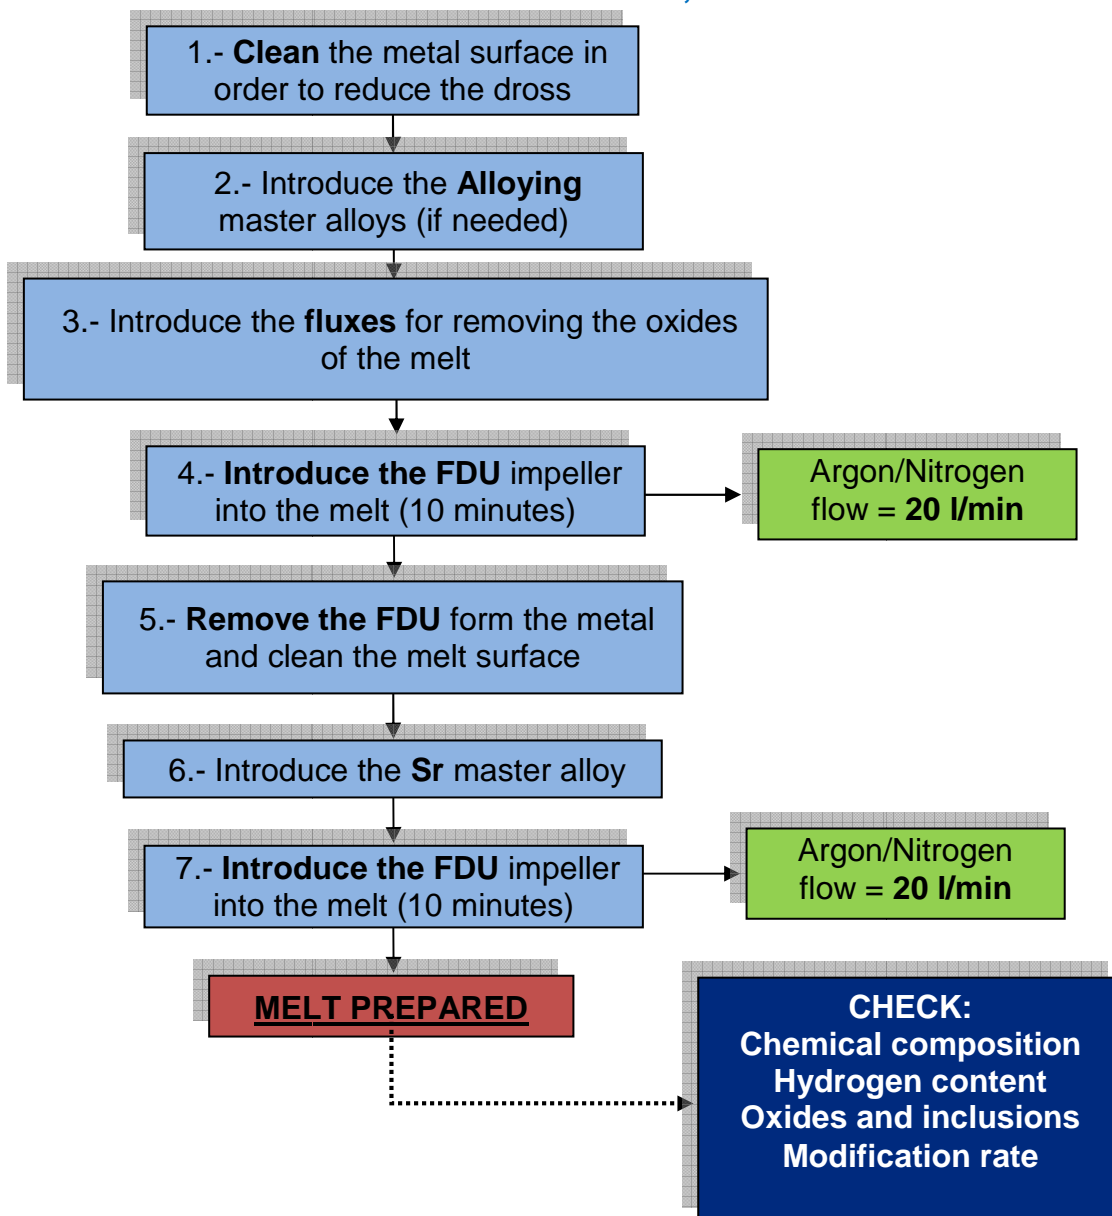 1.- Clean the metal surface in
order to reduce the dross
2.- Introduce the Alloying
master alloys (if needed)
3.- Introduce the fluxes for removing the oxides
of the melt
4.- Introduce the FDU impeller
into the melt (10 minutes)
Argon/Nitrogen
flow = 20 l/min
5.- Remove the FDU form the metal
and clean the melt surface
6.- Introduce the Sr master alloy
7.- Introduce the FDU impeller
into the melt (10 minutes)
Argon/Nitrogen
flow = 20 l/min
MELT PREPARED
CHECK:
Chemical composition
Hydrogen content
Oxides and inclusions
Modification rate